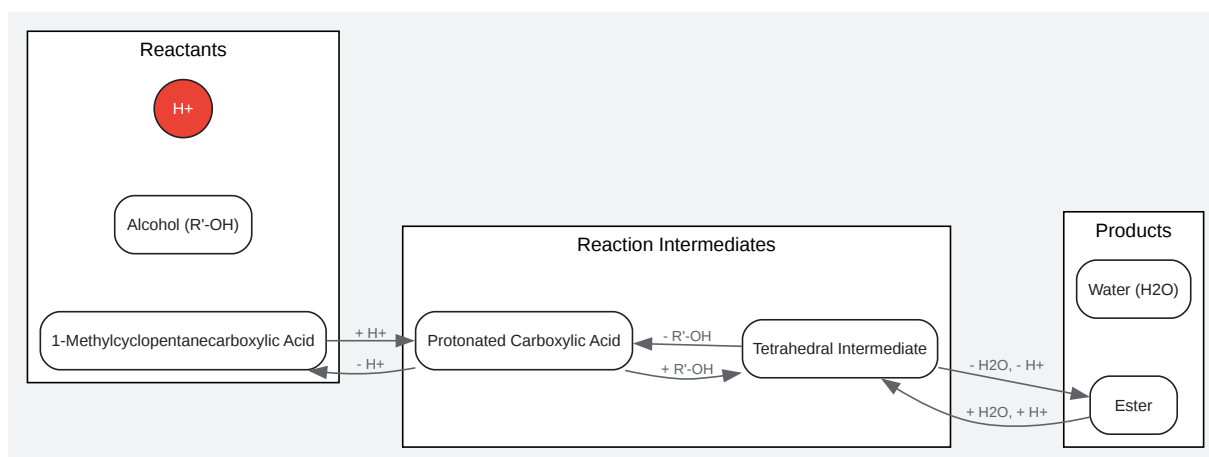 Reactants
H+
Alcohol (R'-OH)
1-Methylcyclopentanecarboxylic Acid
+ H+
- H+
Reaction Intermediates
Protonated Carboxylic Acid
- R'-OH
+ R'-OH
Tetrahedral Intermediate
- H2O, - H+
+ H2O, + H+
Products
Water (H2O)
Ester